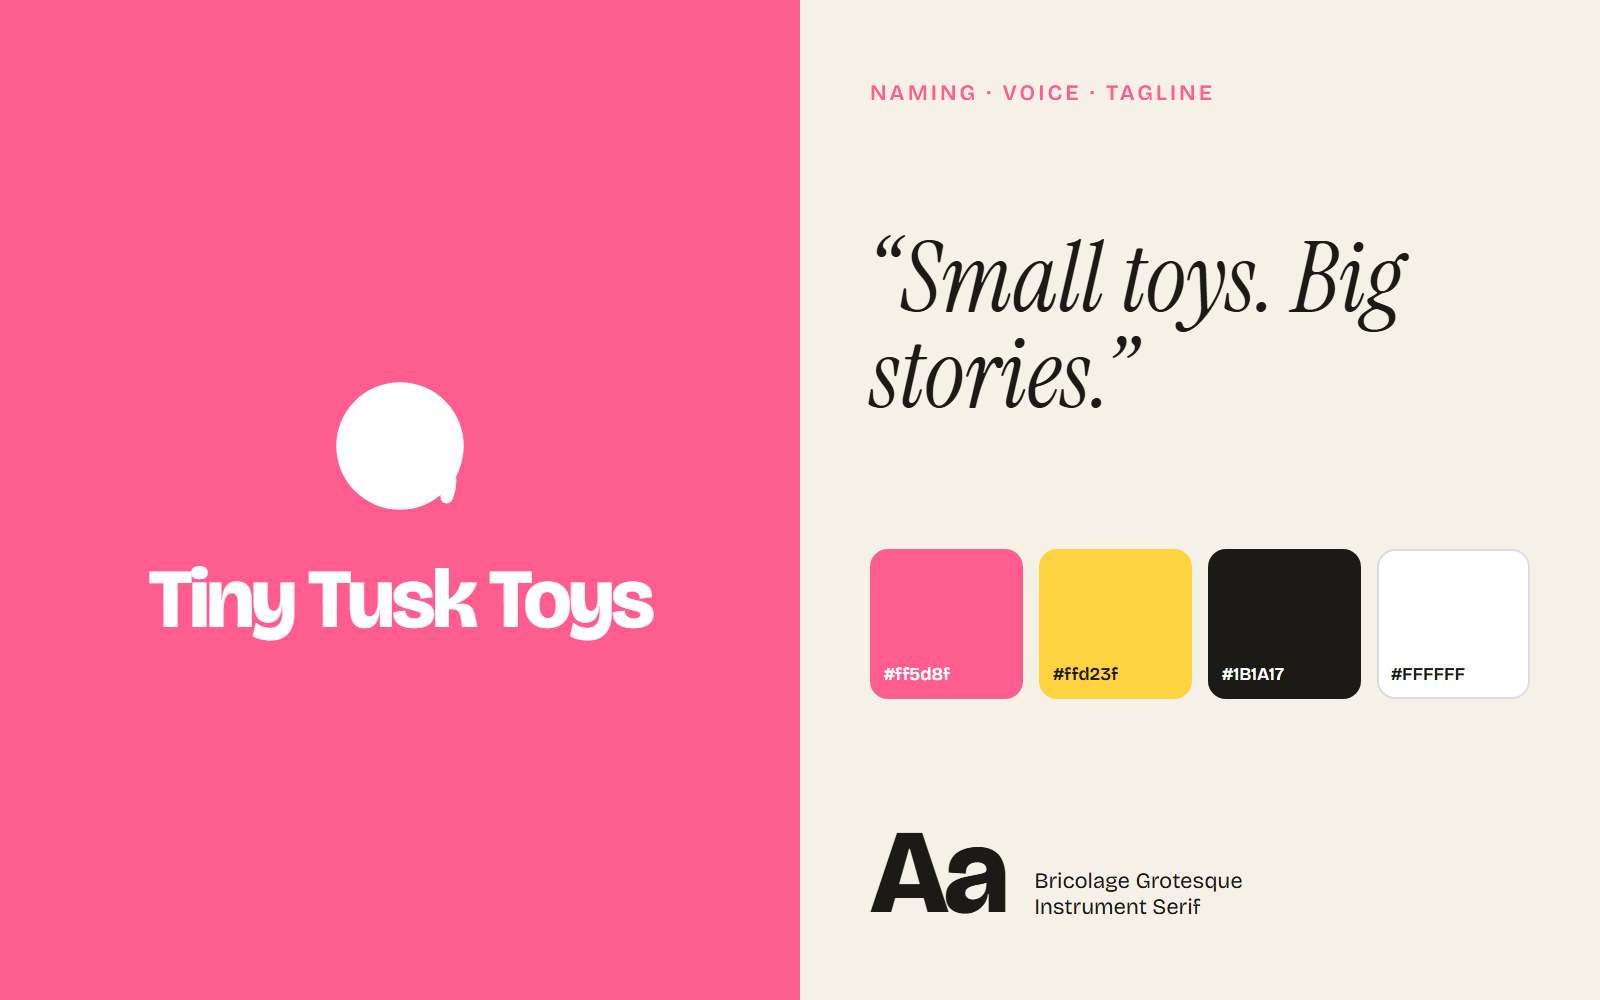 Tiny Tusk Toys
NAMING · VOICE · TAGLINE
“Small toys. Big
stories.”
#ff5d8f
#ffd23f
#1B1A17
#FFFFFF
Aa
Bricolage Grotesque
Instrument Serif